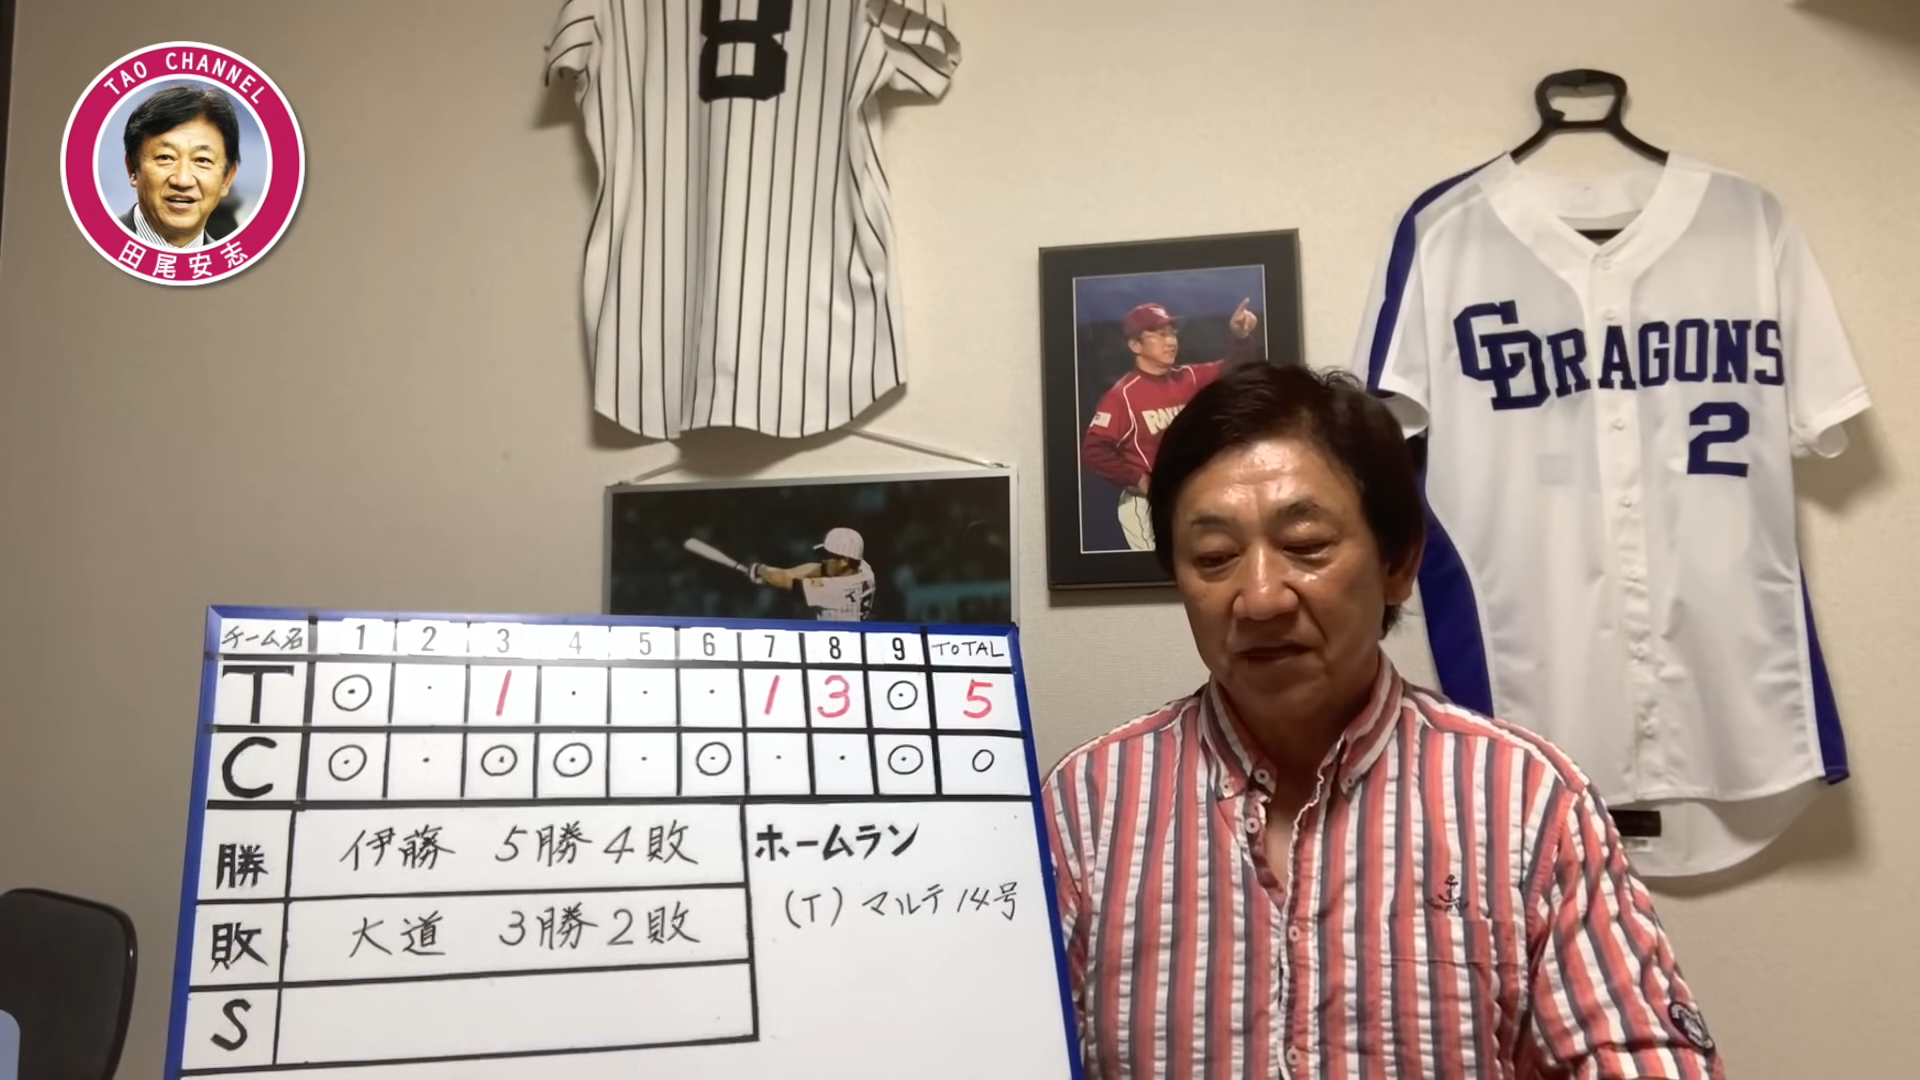 TAO CHANNEL
田尾安志
8
DRAGONS
2
チーム名 1 2 3 4 5 6 7 8 9 TOTAL
T ⊙ · 1 · · · 1 3 ⊙ 5
C ⊙ · ⊙ ⊙ · ⊙ · · ⊙ 0
勝 伊藤 5勝4敗
敗 大道 3勝2敗
S
ホームラン
(T) マルテ 14号